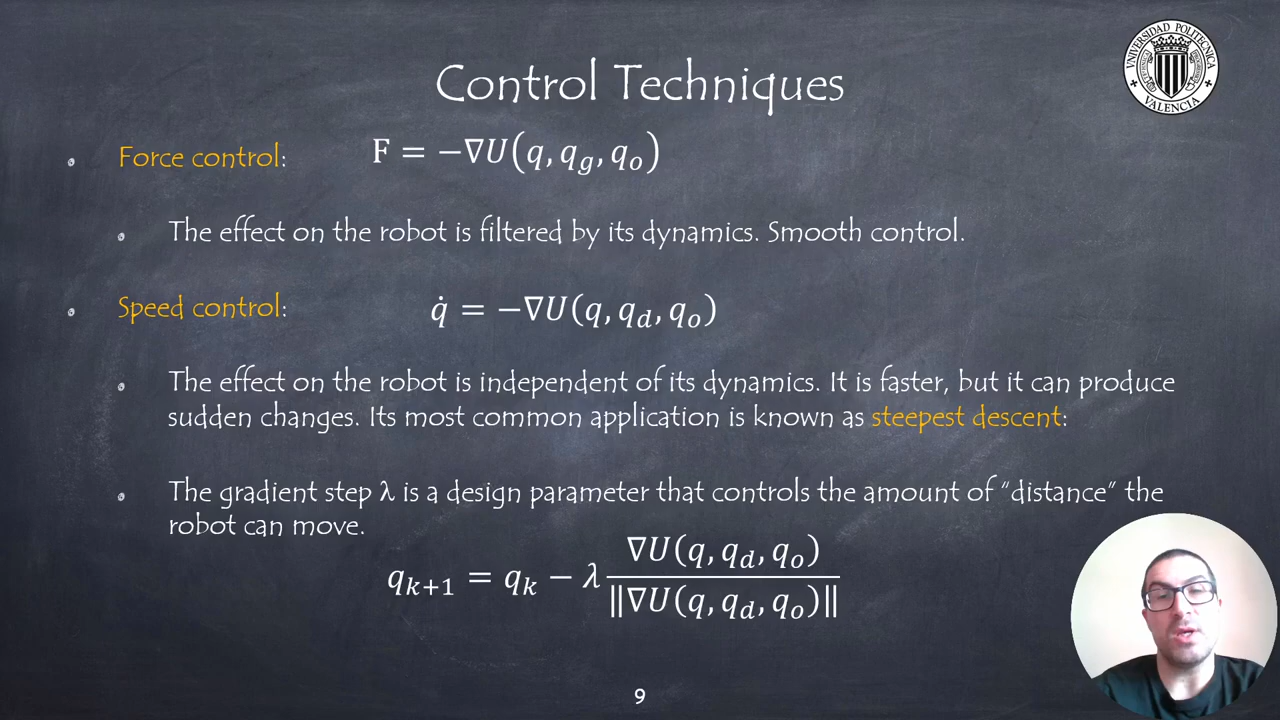 Control Techniques
UNIVERSIDAD POLITECNICA
VALENCIA
Force control: F = −∇U(q, q_g, q_o)
The effect on the robot is filtered by its dynamics. Smooth control.
Speed control: q̇ = −∇U(q, q_d, q_o)
The effect on the robot is independent of its dynamics. It is faster, but it can produce
sudden changes. Its most common application is known as steepest descent:
The gradient step λ is a design parameter that controls the amount of “distance” the
robot can move.
q_{k+1} = q_k − λ ∇U(q, q_d, q_o) / ‖∇U(q, q_d, q_o)‖
9